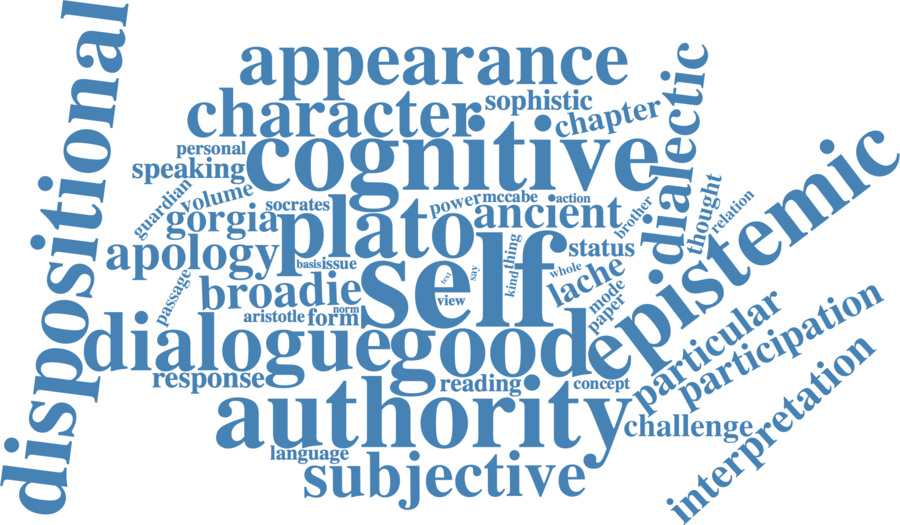 dispositional
appearance
character
sophistic
chapter
dialectic
personal
speaking
cognitive
epistemic
guardian
volume
socrates
power
mccabe
action
brother
thought
relation
gorgia
plato
ancient
apology
basis
issue
self
thing
kind
status
whole
lache
text
say
view
mode
paper
passage
broadie
norm
aristotle
form
dialogue
good
particular
participation
response
reading
concept
authority
challenge
interpretation
language
subjective